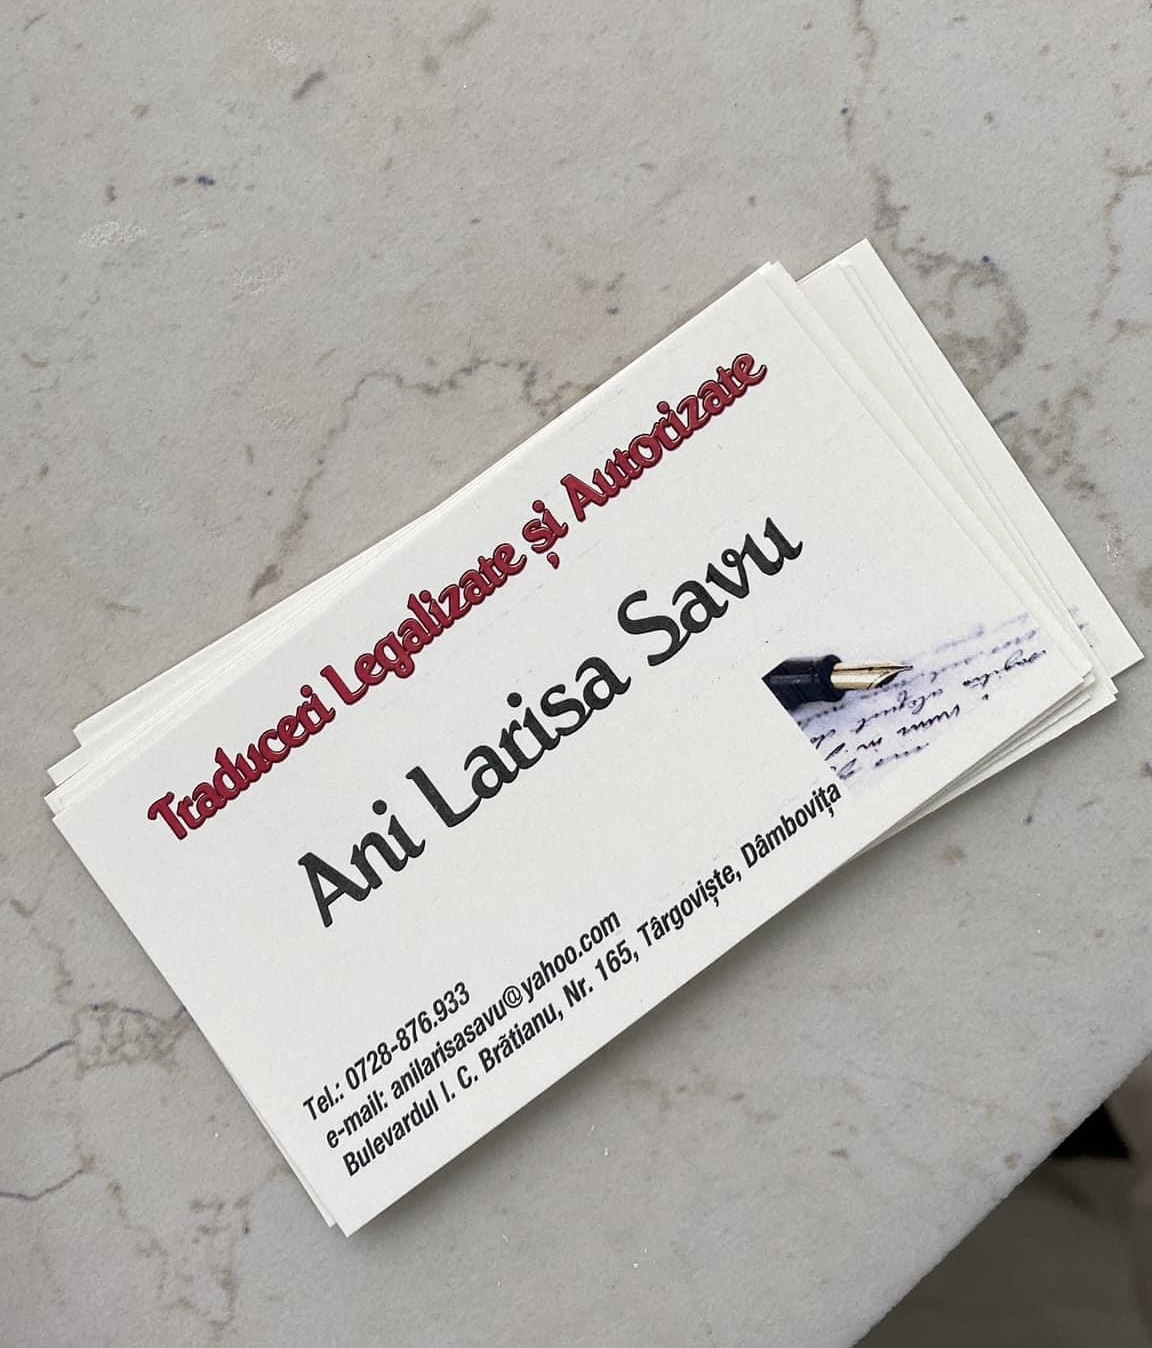 Traduceri Legalizate și Autorizate
Ani Larisa Savu
Tel.: 0728-876.933
e-mail: anilarisasavu@yahoo.com
Bulevardul I. C. Brătianu, Nr. 165, Târgoviște, Dâmbovița